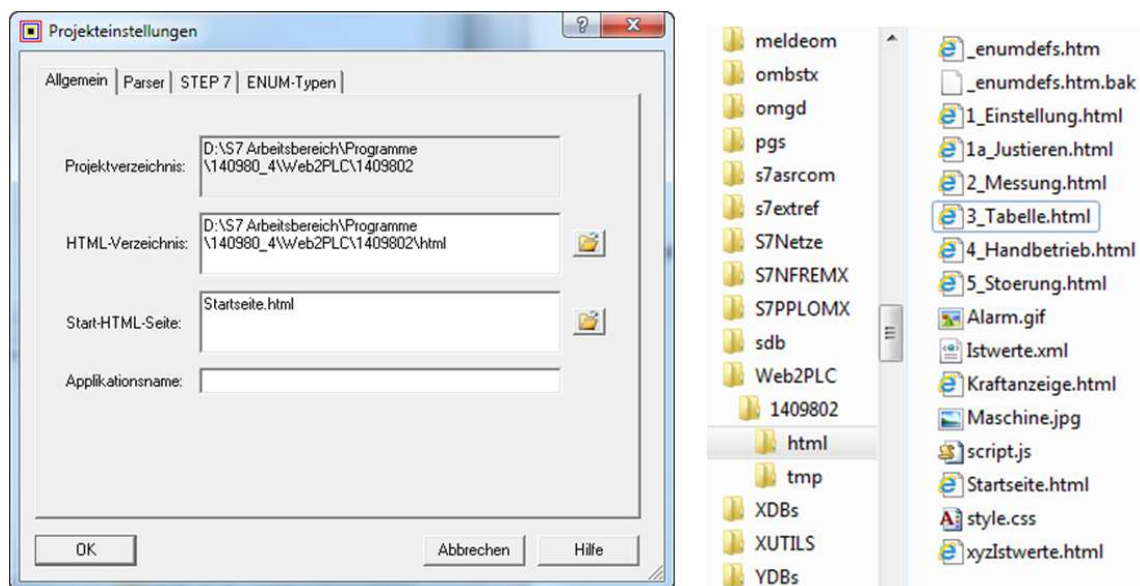 Projekteinstellungen
Allgemein
Parser
STEP 7
ENUM-Typen
Projektverzeichnis:
D:\S7 Arbeitsbereich\Programme
\140980_4\Web2PLC\1409802
HTML-Verzeichnis:
D:\S7 Arbeitsbereich\Programme
\140980_4\Web2PLC\1409802\html
Start-HTML-Seite:
Startseite.html
Applikationsname:
OK
Abbrechen
Hilfe
meldeom
ombstx
omgd
pgs
s7asrcom
s7extref
S7Netze
S7NFREMX
S7PPLOMX
sdb
Web2PLC
1409802
html
tmp
XDBs
XUTILS
YDBs
_enumdefs.htm
_enumdefs.htm.bak
1_Einstellung.html
1a_Justieren.html
2_Messung.html
3_Tabelle.html
4_Handbetrieb.html
5_Stoerung.html
Alarm.gif
Istwerte.xml
Kraftanzeige.html
Maschine.jpg
script.js
Startseite.html
style.css
xyzIstwerte.html